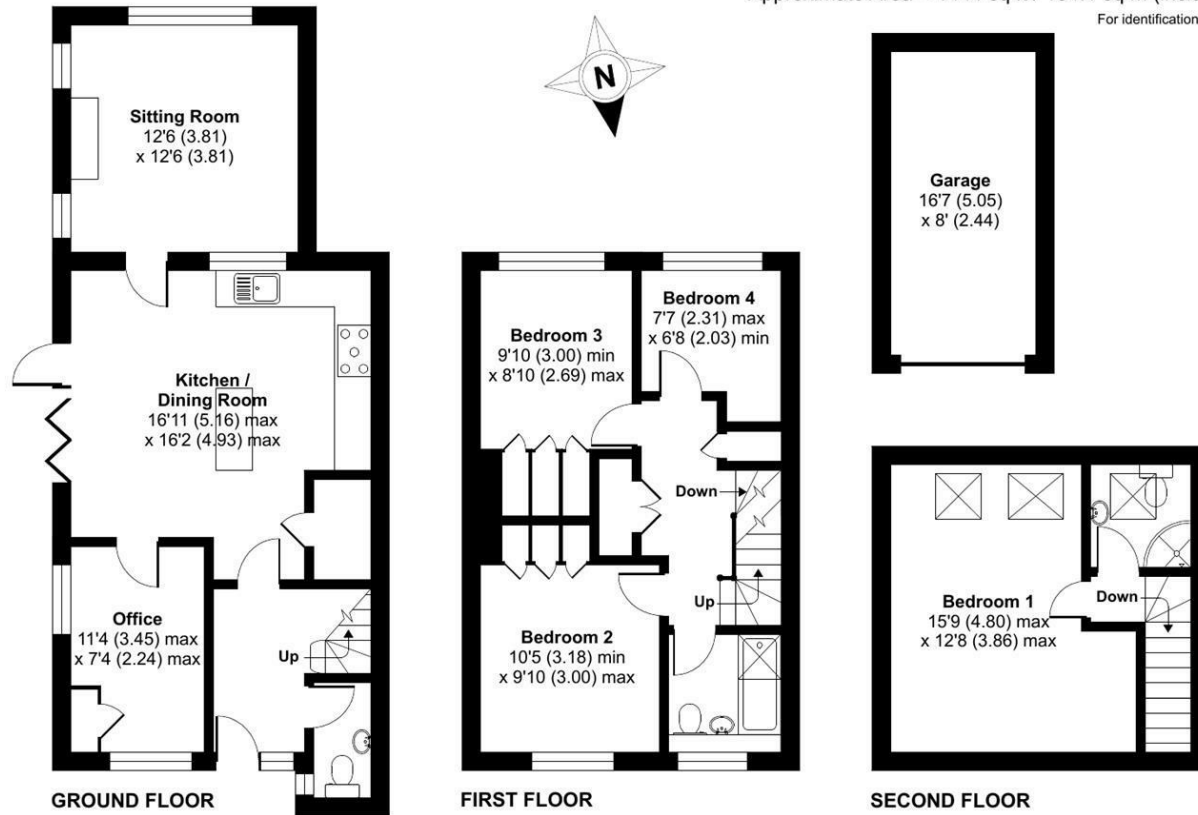 For identification
N
Sitting Room
12'6 (3.81)
x 12'6 (3.81)
Kitchen /
Dining Room
16'11 (5.16) max
x 16'2 (4.93) max
Office
11'4 (3.45) max
x 7'4 (2.24) max
Up
GROUND FLOOR
Bedroom 3
9'10 (3.00) min
x 8'10 (2.69) max
Bedroom 4
7'7 (2.31) max
x 6'8 (2.03) min
Down
Up
Bedroom 2
10'5 (3.18) min
x 9'10 (3.00) max
FIRST FLOOR
Garage
16'7 (5.05)
x 8' (2.44)
Bedroom 1
15'9 (4.80) max
x 12'8 (3.86) max
Down
SECOND FLOOR